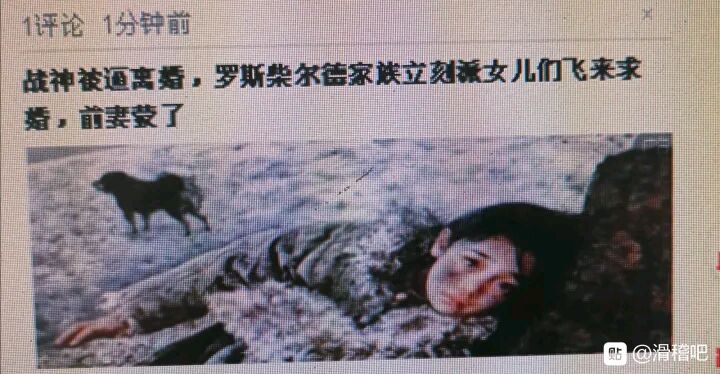 1评论 1分钟前
×
战神被逼离婚，罗斯柴尔德家族立刻派女儿们飞来求
婚，前妻蒙了
贴 @滑稽吧